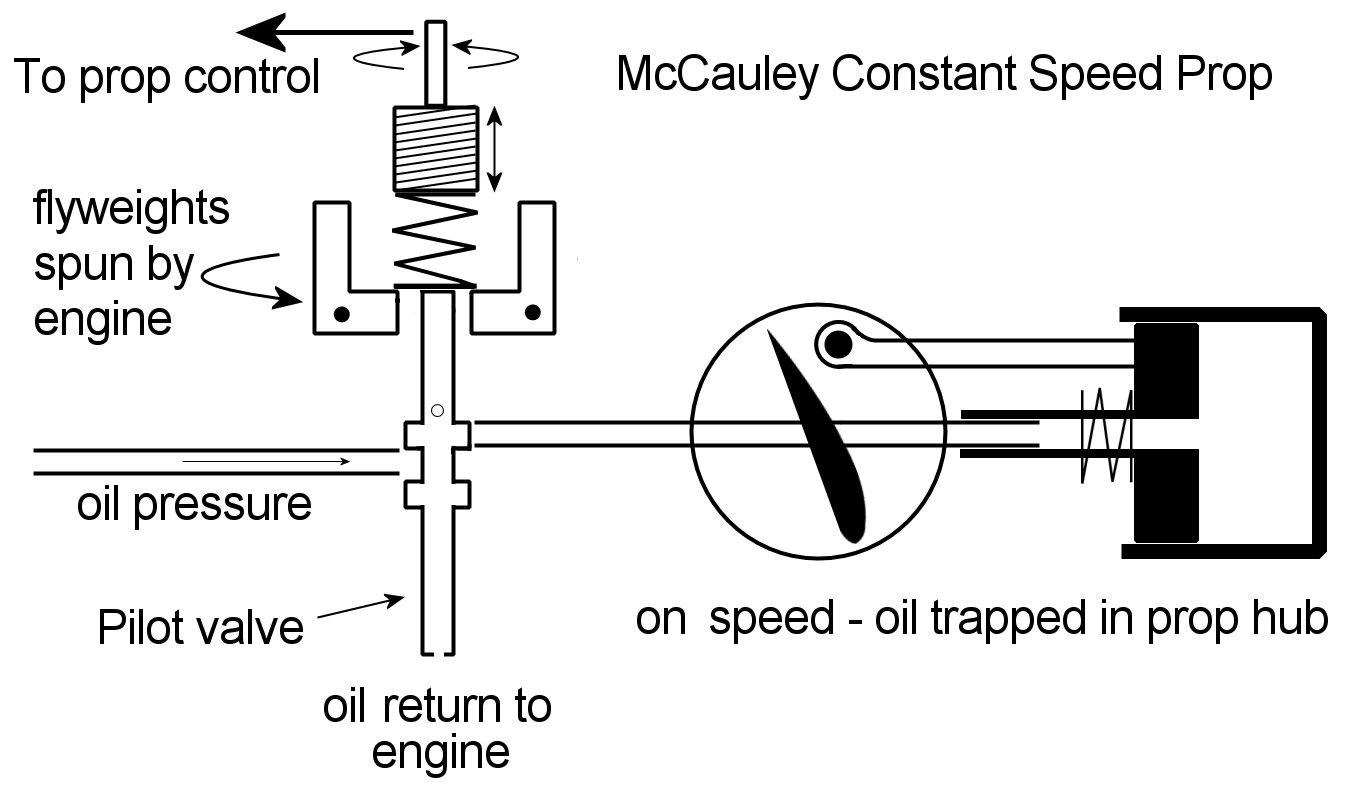 To prop control
McCauley Constant Speed Prop
flyweights
spun by
engine
oil pressure
Pilot valve
on speed - oil trapped in prop hub
oil return to
engine